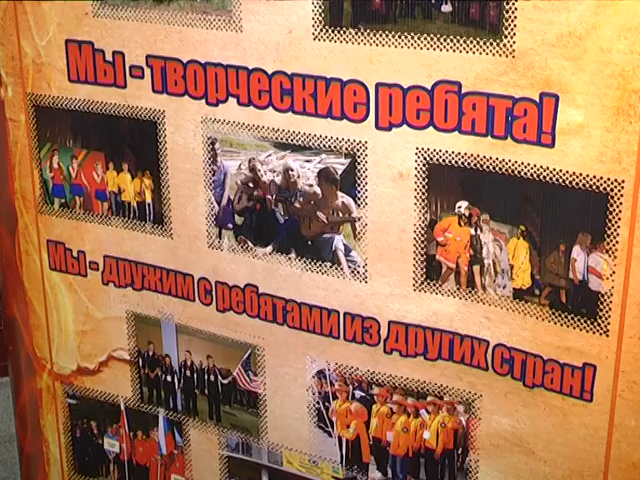 Мы - творческие ребята!
Мы - дружим с ребятами из других стран!